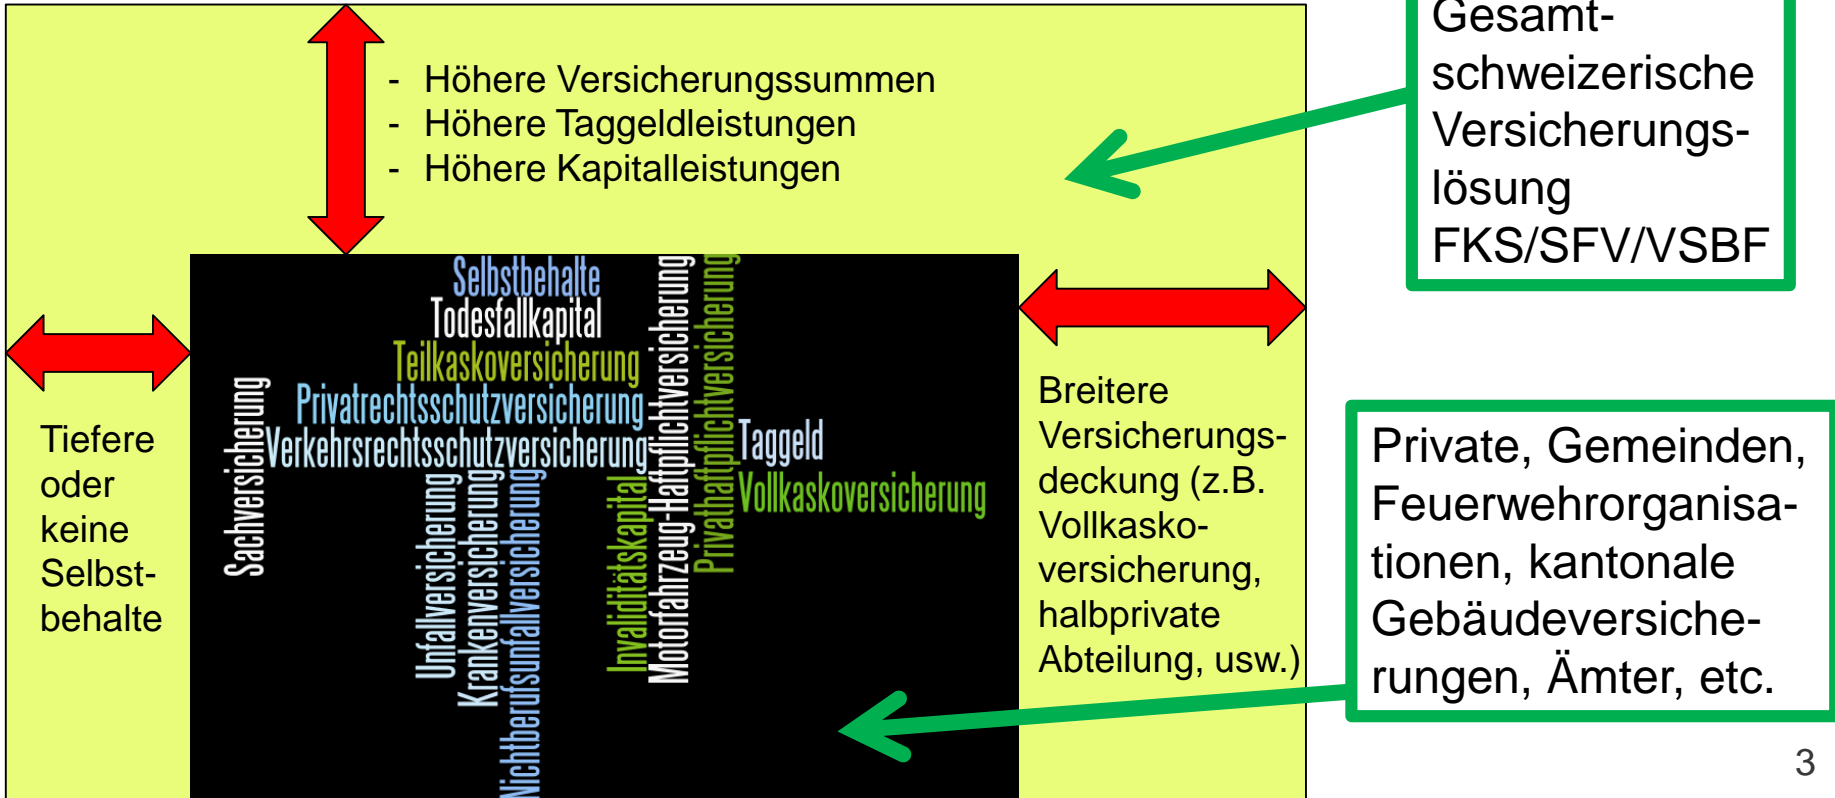 - Höhere Versicherungssummen
- Höhere Taggeldleistungen
- Höhere Kapitalleistungen
Gesamt-
schweizerische
Versicherungs-
lösung
FKS/SFV/VSBF
Tiefere
oder
keine
Selbst-
behalte
Selbstbehalte
Todesfallkapital
Teilkaskoversicherung
Privatrechtsschutzversicherung
Verkehrsrechtsschutzversicherung
Sachversicherung
Unfallversicherung
Krankenversicherung
Nichtberufsunfallversicherung
Invaliditätskapital
Motorfahrzeug-Haftpflichtversicherung
Privathaftpflichtversicherung
Taggeld
Vollkaskoversicherung
Breitere
Versicherungs-
deckung (z.B.
Vollkasko-
versicherung,
halbprivate
Abteilung, usw.)
Private, Gemeinden,
Feuerwehrorganisa-
tionen, kantonale
Gebäudeversiche-
rungen, Ämter, etc.
3